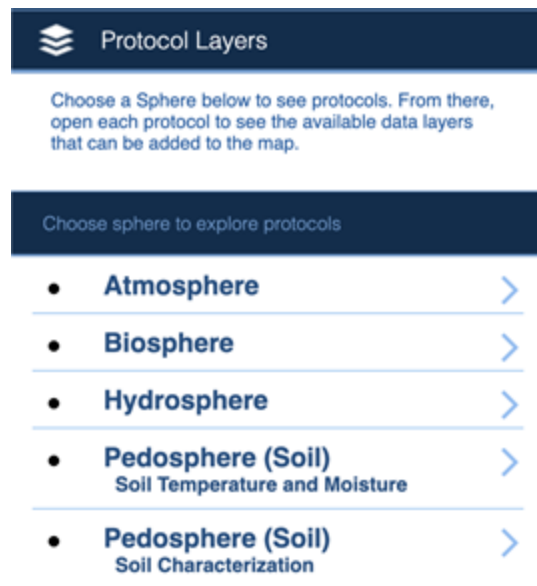 Protocol Layers
Choose a Sphere below to see protocols. From there,
open each protocol to see the available data layers
that can be added to the map.
Choose sphere to explore protocols
Atmosphere
Biosphere
Hydrosphere
Pedosphere (Soil)
Soil Temperature and Moisture
Pedosphere (Soil)
Soil Characterization